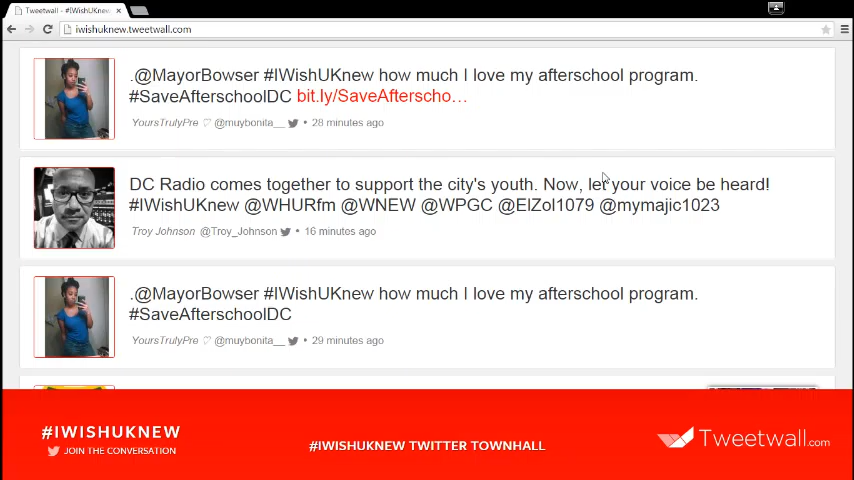 Tweetwall - #IWishUKnew
iwishuknew.tweetwall.com
.@MayorBowser #IWishUKnew how much I love my afterschool program.
#SaveAfterschoolDC bit.ly/SaveAfterscho…
YoursTrulyPre ♡ @muybonita__ • 28 minutes ago
DC Radio comes together to support the city's youth. Now, let your voice be heard!
#IWishUKnew @WHURfm @WNEW @WPGC @ElZol1079 @mymajic1023
Troy Johnson @Troy_Johnson • 16 minutes ago
.@MayorBowser #IWishUKnew how much I love my afterschool program.
#SaveAfterschoolDC
YoursTrulyPre ♡ @muybonita__ • 29 minutes ago
#IWISHUKNEW
JOIN THE CONVERSATION
#IWISHUKNEW TWITTER TOWNHALL
Tweetwall.com